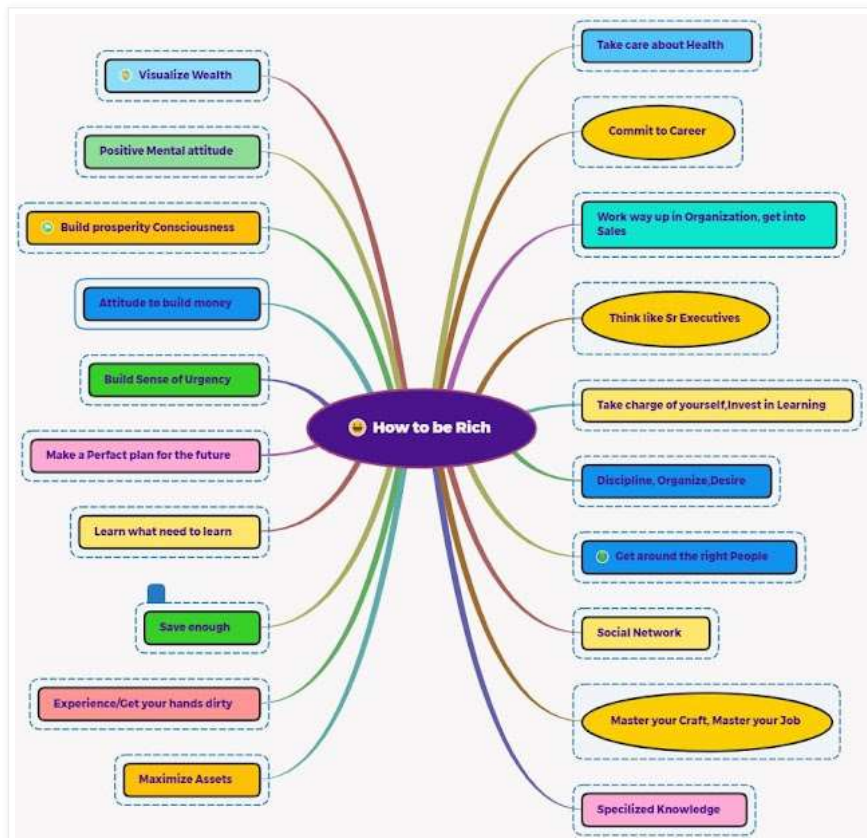 Visualize Wealth
Positive Mental attitude
Build prosperity Consciousness
Attitude to build money
Build Sense of Urgency
Make a Perfact plan for the future
Learn what need to learn
Save enough
Experience/Get your hands dirty
Maximize Assets
How to be Rich
Take care about Health
Commit to Career
Work way up in Organization, get into
Sales
Think like Sr Executives
Take charge of yourself,Invest in Learning
Discipline, Organize,Desire
Get around the right People
Social Network
Master your Craft, Master your Job
Specilized Knowledge